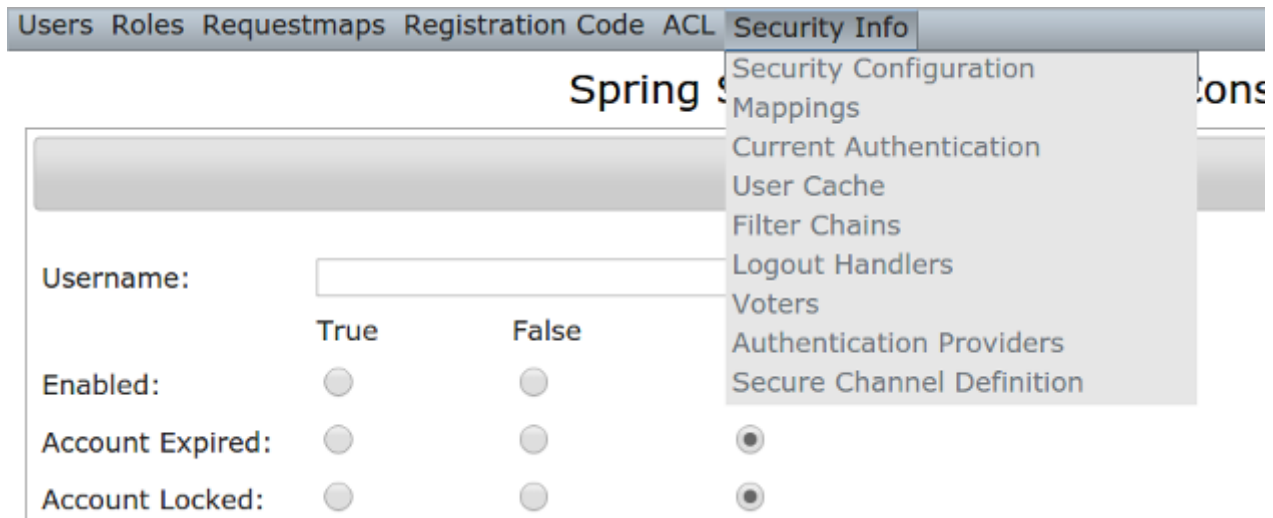 Users Roles Requestmaps Registration Code ACL Security Info
Security Configuration
Spring
Mappings
Current Authentication
User Cache
Filter Chains
Logout Handlers
Username:
Voters
True False
Authentication Providers
Enabled:
Secure Channel Definition
Account Expired:
Account Locked: